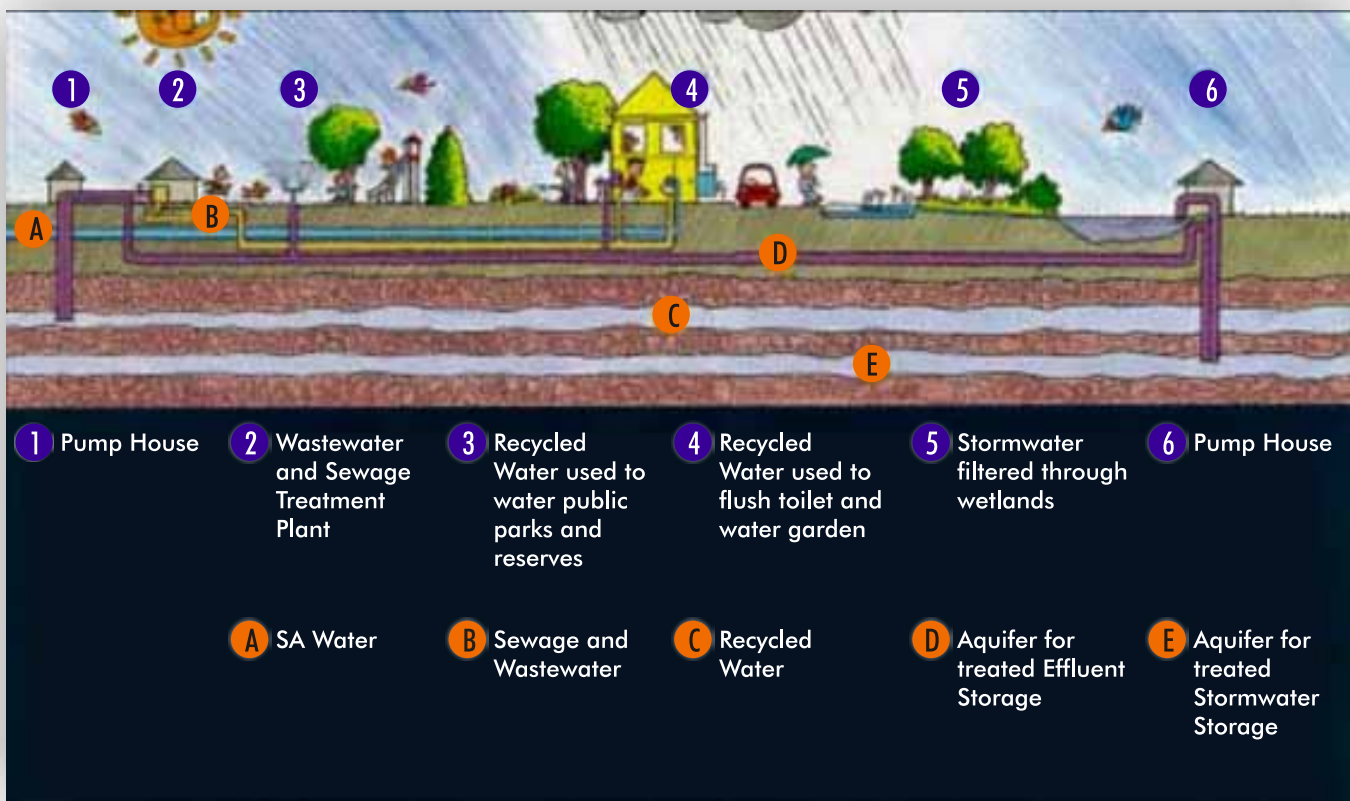 1 2 3 4 5 6
A B D
C
E
1 Pump House
2 Wastewater
and Sewage
Treatment
Plant
3 Recycled
Water used to
water public
parks and
reserves
4 Recycled
Water used to
flush toilet and
water garden
5 Stormwater
filtered through
wetlands
6 Pump House
A SA Water
B Sewage and
Wastewater
C Recycled
Water
D Aquifer for
treated Effluent
Storage
E Aquifer for
treated
Stormwater
Storage